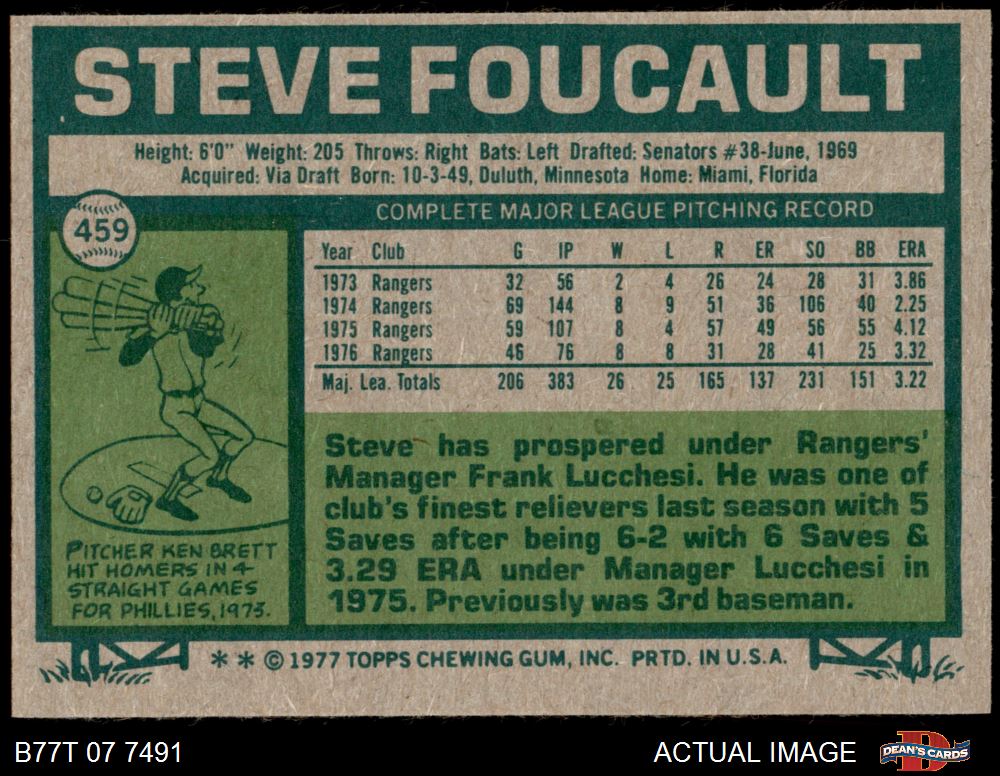 STEVE FOUCAULT
Height: 6'0" Weight: 205 Throws: Right Bats: Left Drafted: Senators #38-June, 1969
Acquired: Via Draft Born: 10-3-49, Duluth, Minnesota Home: Miami, Florida
459
COMPLETE MAJOR LEAGUE PITCHING RECORD
Year Club G IP W L R ER SO BB ERA
1973 Rangers 32 56 2 4 26 24 28 31 3.86
1974 Rangers 69 144 8 9 51 36 106 40 2.25
1975 Rangers 59 107 8 4 57 49 56 55 4.12
1976 Rangers 46 76 8 8 31 28 41 25 3.32
Maj. Lea. Totals 206 383 26 25 165 137 231 151 3.22
Steve has prospered under Rangers'
Manager Frank Lucchesi. He was one of
club's finest relievers last season with 5
Saves after being 6-2 with 6 Saves &
3.29 ERA under Manager Lucchesi in
1975. Previously was 3rd baseman.
PITCHER KEN BRETT
HIT HOMERS IN 4
STRAIGHT GAMES
FOR PHILLIES, 1973.
* * © 1977 TOPPS CHEWING GUM, INC. PRTD. IN U.S.A.
B77T 07 7491
ACTUAL IMAGE
D
DEAN'S CARDS